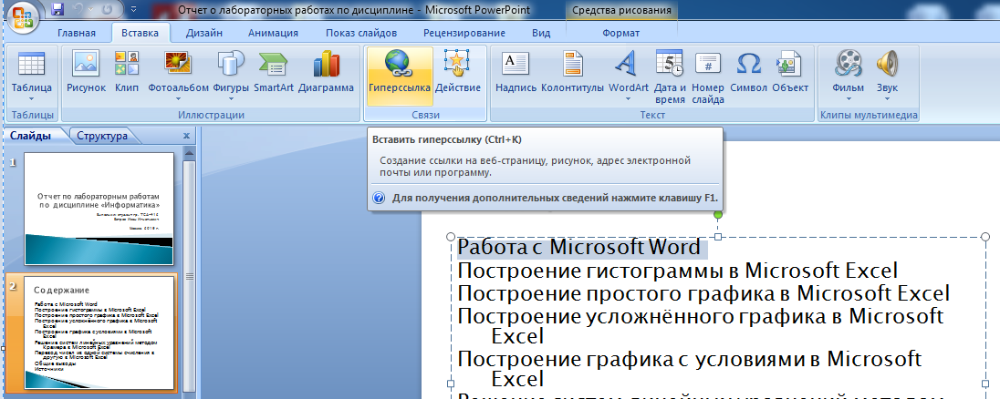 Отчет о лабораторных работах по дисциплине - Microsoft PowerPoint
Средства рисования
Главная Вставка Дизайн Анимация Показ слайдов Рецензирование Вид Формат
Таблица Рисунок Клип Фотоальбом Фигуры SmartArt Диаграмма Гиперссылка Действие Надпись Колонтитулы WordArt Дата и время Номер слайда Символ Объект Фильм Звук
Таблицы Иллюстрации Связи Текст Клипы мультимедиа
Слайды Структура x
Вставить гиперссылку (Ctrl+K)
Создание ссылки на веб-страницу, рисунок, адрес электронной
почты или программу.
Для получения дополнительных сведений нажмите клавишу F1.
1
Отчет по лабораторным работам
по дисциплине «Информатика»
2
Содержание
Работа с Microsoft Word
Построение гистограммы в Microsoft Excel
Построение простого графика в Microsoft Excel
Построение усложнённого графика в Microsoft
Excel
Построение графика с условиями в Microsoft
Excel
Решение систем линейных уравнений методом
Крамера в Microsoft Excel
Перевод чисел из одной системы счисления в
другую в Microsoft Excel
Общие выводы
Источники
Работа с Microsoft Word
Построение гистограммы в Microsoft Excel
Построение простого графика в Microsoft Excel
Построение усложнённого графика в Microsoft
Excel
Построение графика с условиями в Microsoft
Excel
Решение систем линейных уравнений методом